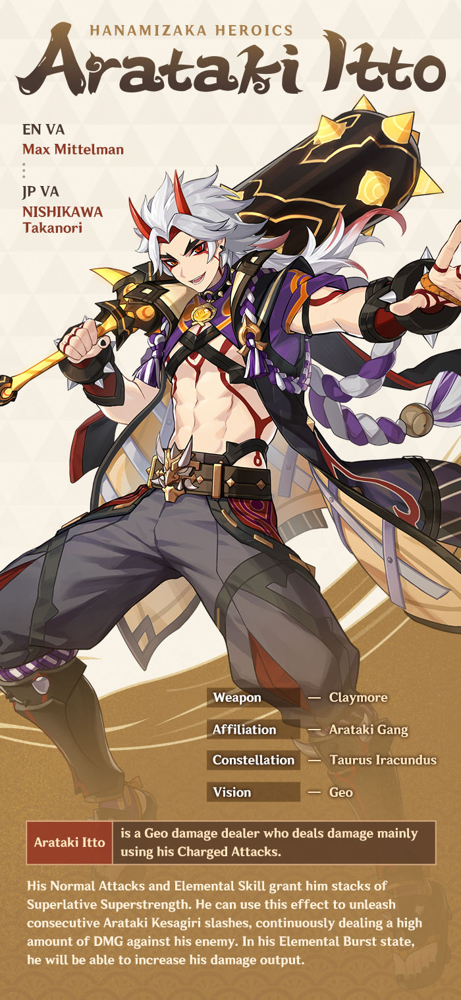 HANAMIZAKA HEROICS
Arataki Itto
EN VA
Max Mittelman
JP VA
NISHIKAWA
Takanori
Weapon — Claymore
Affiliation — Arataki Gang
Constellation — Taurus Iracundus
Vision — Geo
Arataki Itto
is a Geo damage dealer who deals damage mainly
using his Charged Attacks.
His Normal Attacks and Elemental Skill grant him stacks of
Superlative Superstrength. He can use this effect to unleash
consecutive Arataki Kesagiri slashes, continuously dealing a high
amount of DMG against his enemy. In his Elemental Burst state,
he will be able to increase his damage output.